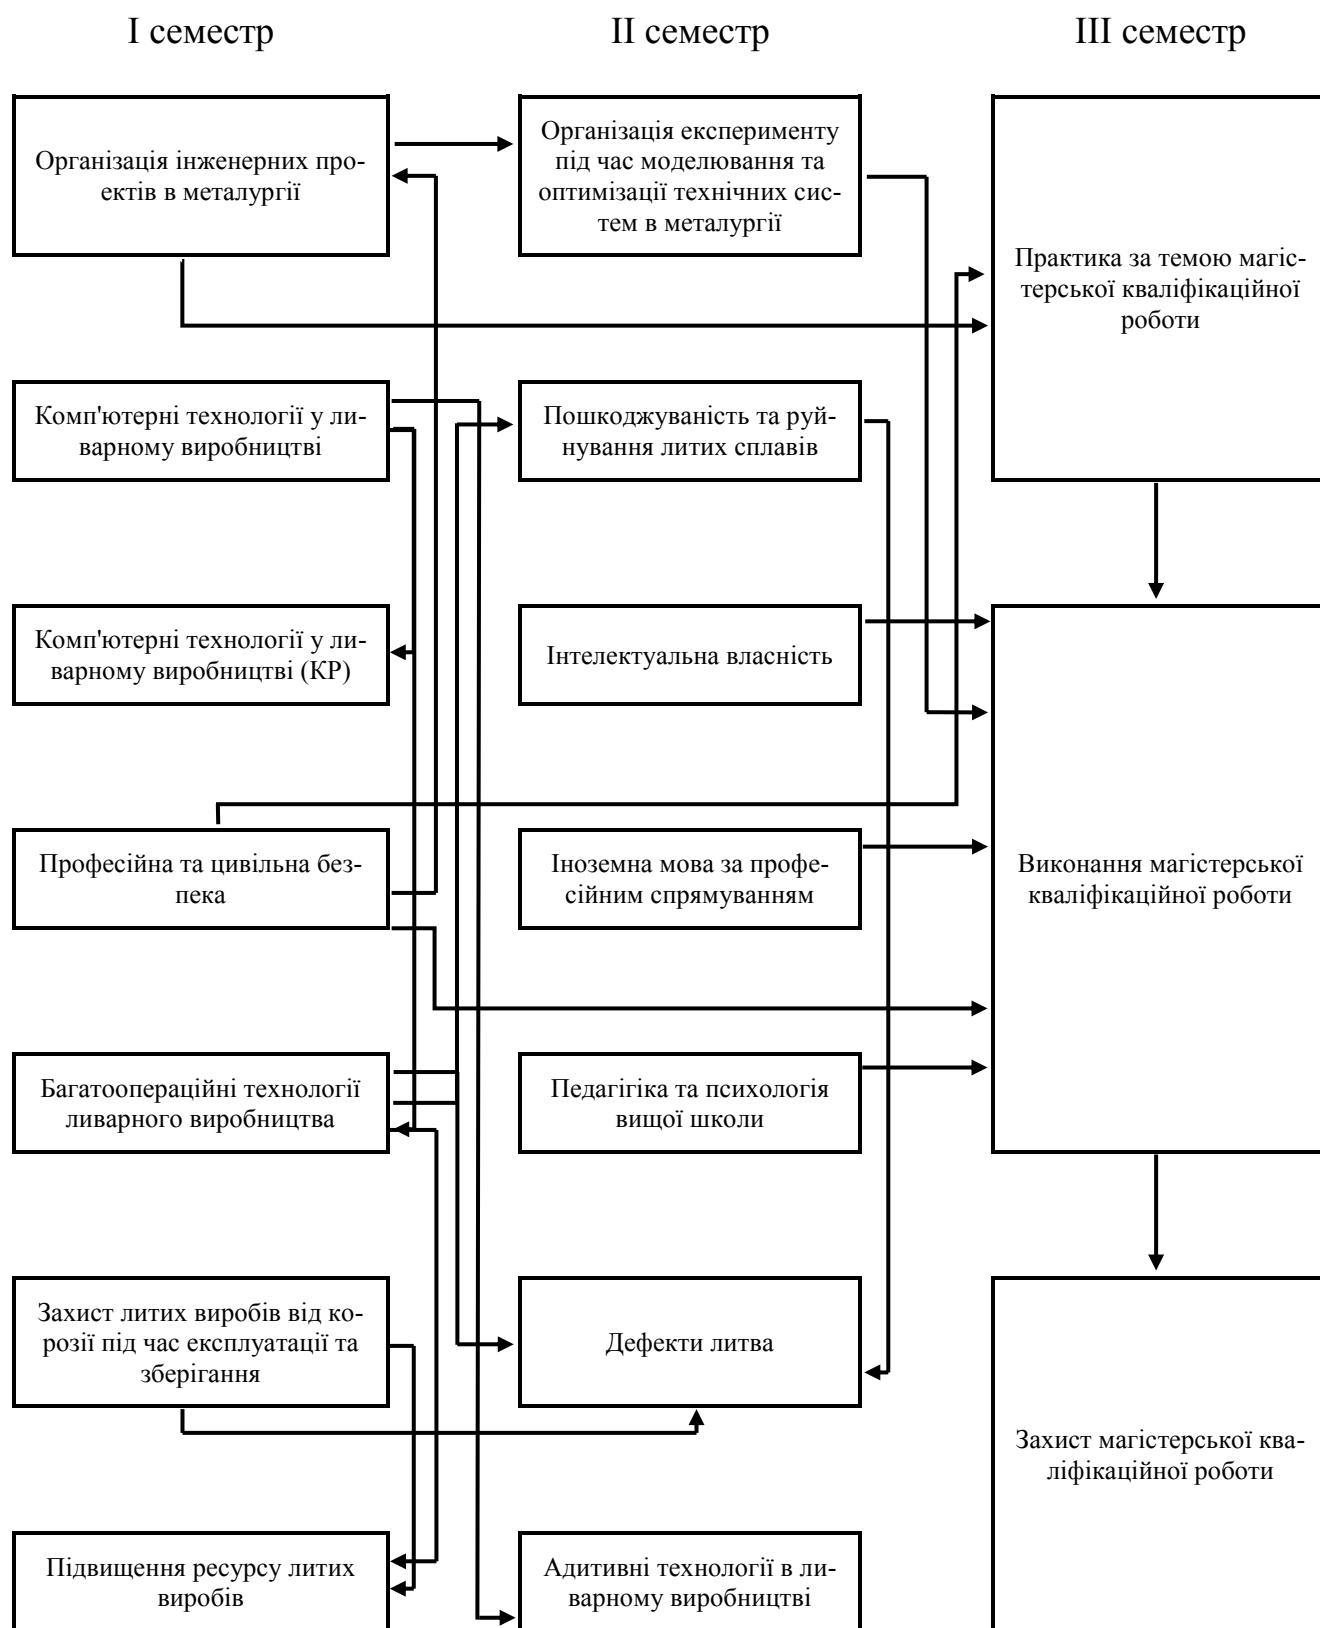 І семестр
ІІ семестр
ІІІ семестр
Організація інженерних про-
ектів в металургії
Організація експерименту
під час моделювання та
оптимізації технічних сис-
тем в металургії
Практика за темою магіс-
терської кваліфікаційної
роботи
Комп'ютерні технології у ли-
варному виробництві
Пошкоджуваність та руй-
нування литих сплавів
Комп'ютерні технології у ли-
варному виробництві (КР)
Інтелектуальна власність
Професійна та цивільна без-
пека
Іноземна мова за профе-
сійним спрямуванням
Виконання магістерської
кваліфікаційної роботи
Багатоопераційні технології
ливарного виробництва
Педагігіка та психологія
вищої школи
Захист литих виробів від ко-
розії під час експлуатації та
зберігання
Дефекти литва
Захист магістерської ква-
ліфікаційної роботи
Підвищення ресурсу литих
виробів
Адитивні технології в ли-
варному виробництві